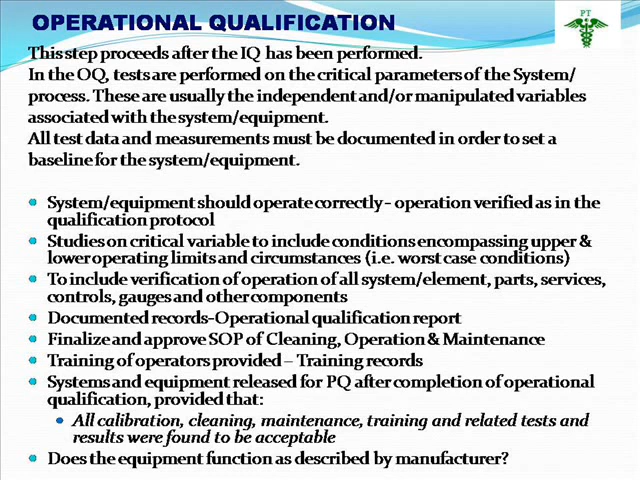 OPERATIONAL QUALIFICATION
PT
This step proceeds after the IQ has been performed.
In the OQ, tests are performed on the critical parameters of the System/
process. These are usually the independent and/or manipulated variables
associated with the system/equipment.
All test data and measurements must be documented in order to set a
baseline for the system/equipment.
System/equipment should operate correctly - operation verified as in the
qualification protocol
Studies on critical variable to include conditions encompassing upper &
lower operating limits and circumstances (i.e. worst case conditions)
To include verification of operation of all system/element, parts, services,
controls, gauges and other components
Documented records-Operational qualification report
Finalize and approve SOP of Cleaning, Operation & Maintenance
Training of operators provided – Training records
Systems and equipment released for PQ after completion of operational
qualification, provided that:
All calibration, cleaning, maintenance, training and related tests and
results were found to be acceptable
Does the equipment function as described by manufacturer?